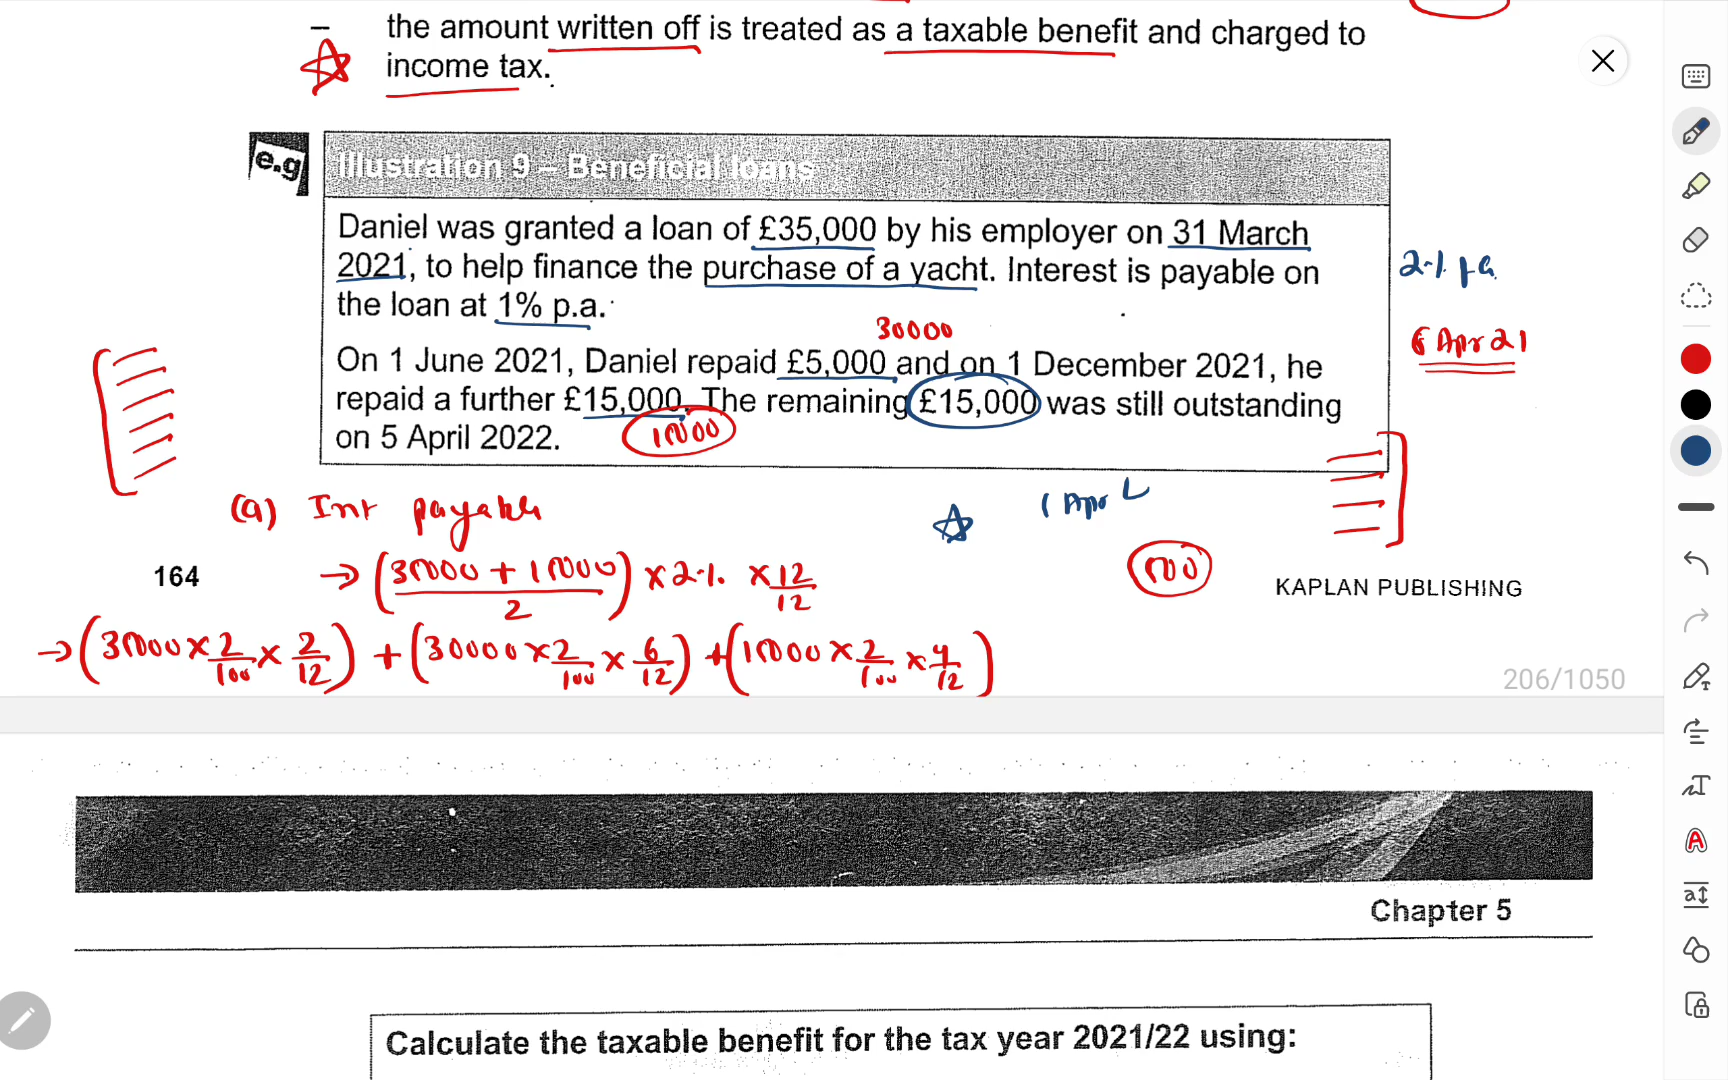 the amount written off is treated as a taxable benefit and charged to
income tax.
e.g
Illustration 9 – Beneficial loans
Daniel was granted a loan of £35,000 by his employer on 31 March
2021, to help finance the purchase of a yacht. Interest is payable on
the loan at 1% p.a.
2% p.a.
30000
6 Apr 21
On 1 June 2021, Daniel repaid £5,000 and on 1 December 2021, he
repaid a further £15,000. The remaining £15,000 was still outstanding
on 5 April 2022.
15000
(a) Int payable
1 Apr
164
→ (35000 + 15000 / 2) × 2% × 12/12
KAPLAN PUBLISHING
→ (35000 × 2/100 × 2/12) + (30000 × 2/100 × 6/12) + (15000 × 2/100 × 4/12)
206/1050
Chapter 5
Calculate the taxable benefit for the tax year 2021/22 using: